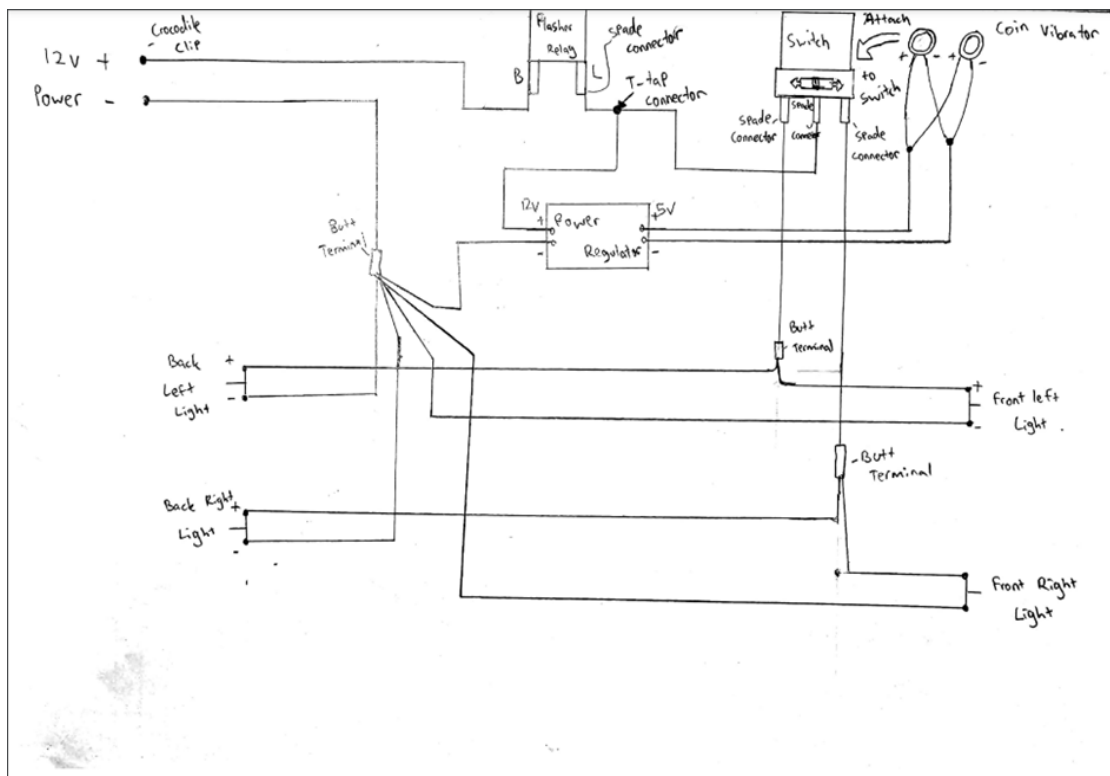 Crocodile
- Clip
12V +
Power -
Flasher
Relay
B
L
spade
connector
T-tap
connector
Switch
Attach
to
Switch
Coin Vibrator
+ - + -
spade
connector
spade
spade
connector
12V
+
Power
Regulator
-
+5V
-
Butt
Terminal
Butt
Terminal
Back +
Left
Light -
+
Front left
- Light .
-Butt
Terminal
Back Right
+
Light
-
Front Right
Light